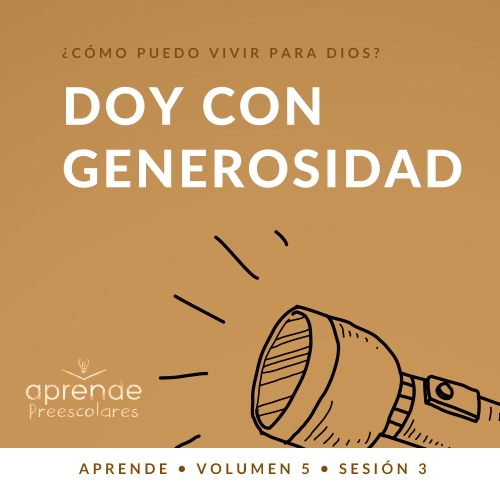 ¿CÓMO PUEDO VIVIR PARA DIOS?
DOY CON
GENEROSIDAD
aprende
Preescolares
APRENDE • VOLUMEN 5 • SESIÓN 3